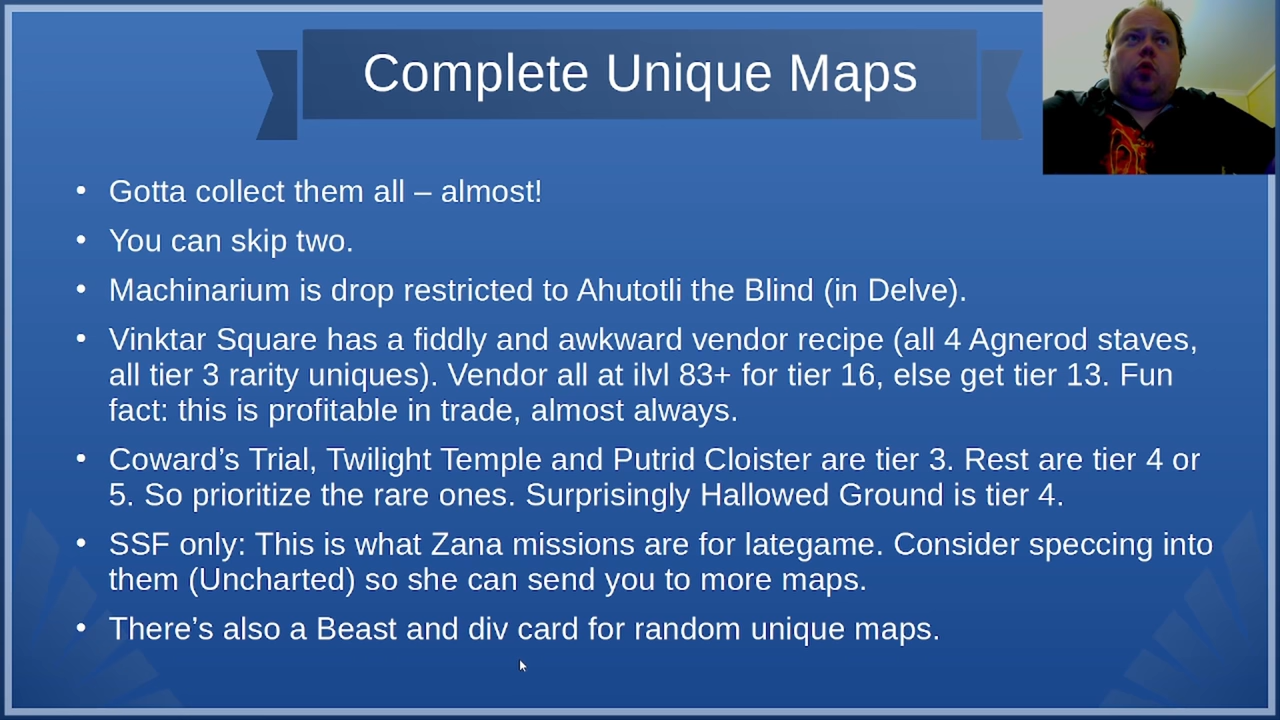 Complete Unique Maps
• Gotta collect them all – almost!
• You can skip two.
• Machinarium is drop restricted to Ahutotli the Blind (in Delve).
• Vinktar Square has a fiddly and awkward vendor recipe (all 4 Agnerod staves,
all tier 3 rarity uniques). Vendor all at ilvl 83+ for tier 16, else get tier 13. Fun
fact: this is profitable in trade, almost always.
• Coward’s Trial, Twilight Temple and Putrid Cloister are tier 3. Rest are tier 4 or
5. So prioritize the rare ones. Surprisingly Hallowed Ground is tier 4.
• SSF only: This is what Zana missions are for lategame. Consider speccing into
them (Uncharted) so she can send you to more maps.
• There’s also a Beast and div card for random unique maps.